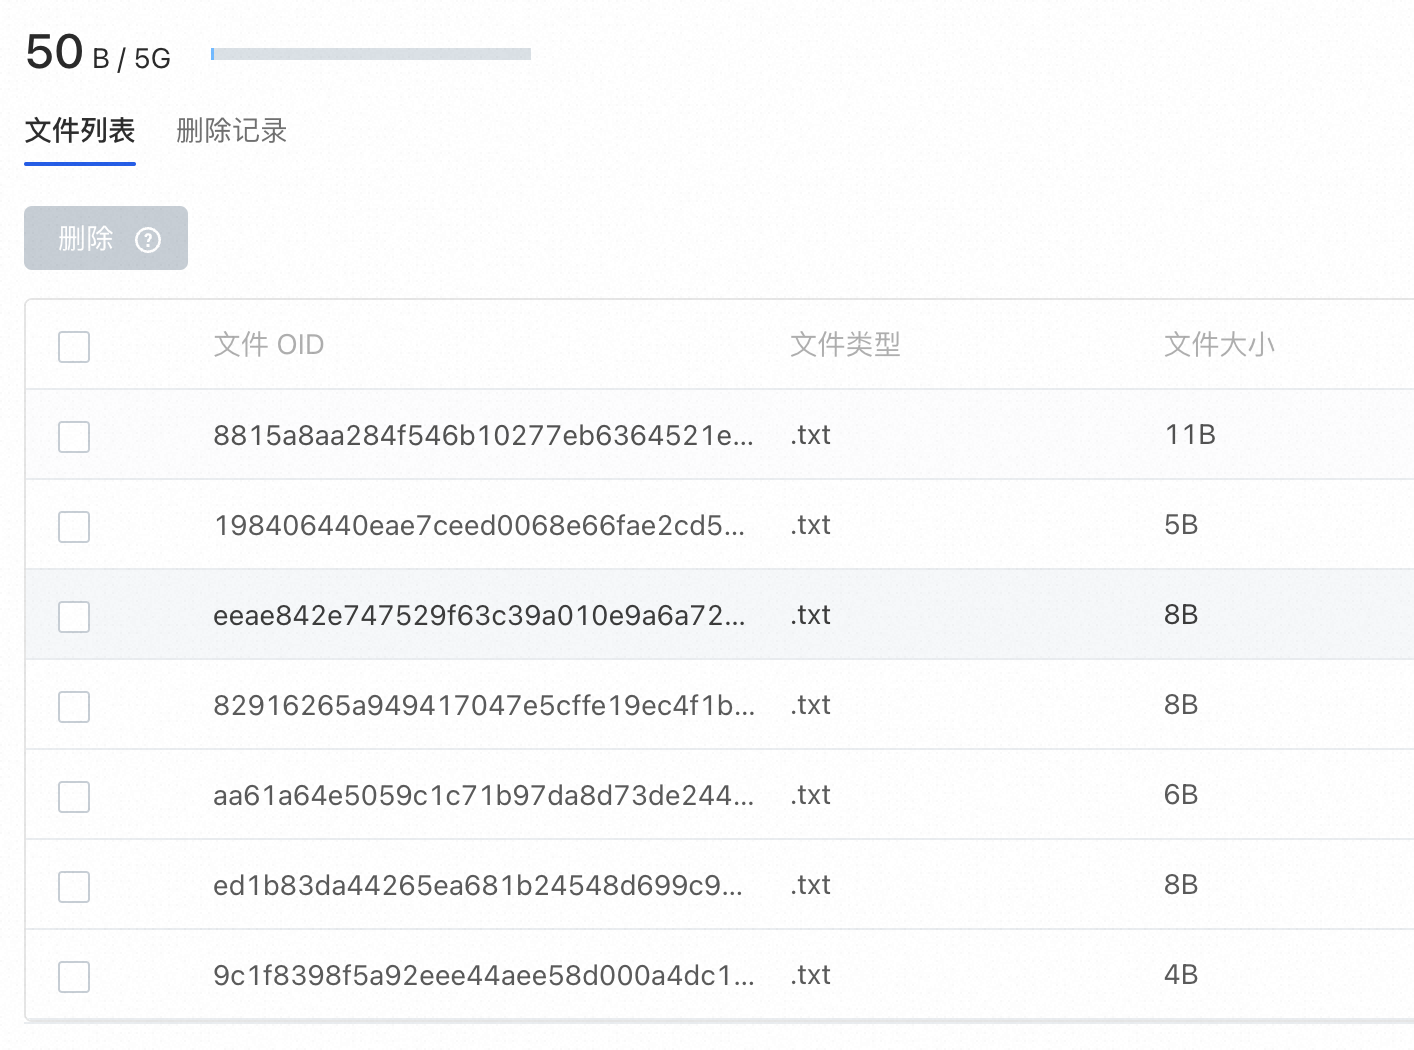 50 B / 5G
文件列表 删除记录
删除 ?
文件 OID 文件类型 文件大小
8815a8aa284f546b10277eb6364521e... .txt 11B
198406440eae7ceed0068e66fae2cd5... .txt 5B
eeae842e747529f63c39a010e9a6a72... .txt 8B
82916265a949417047e5cffe19ec4f1b... .txt 8B
aa61a64e5059c1c71b97da8d73de244... .txt 6B
ed1b83da44265ea681b24548d699c9... .txt 8B
9c1f8398f5a92eee44aee58d000a4dc1... .txt 4B